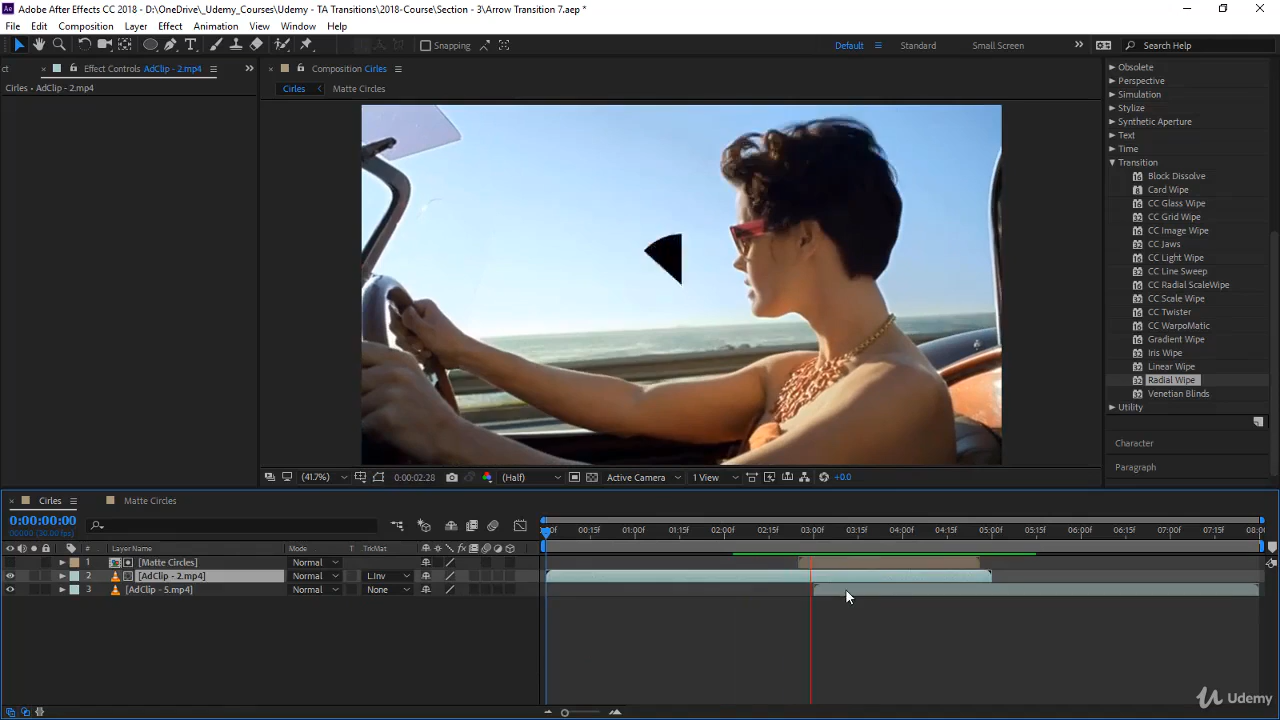 Adobe After Effects CC 2018 - D:\OneDrive\_Udemy_Courses\Udemy - TA Transitions\2018-Course\Section - 3\Arrow Transition 7.aep *
File Edit Composition Layer Effect Animation View Window Help
Snapping Default Standard Small Screen Search Help
ct Effect Controls AdClip - 2.mp4 Composition Cirles
Cirles • AdClip - 2.mp4
Cirles Matte Circles
Obsolete
Perspective
Simulation
Stylize
Synthetic Aperture
Text
Time
Transition
Block Dissolve
Card Wipe
CC Glass Wipe
CC Grid Wipe
CC Image Wipe
CC Jaws
CC Light Wipe
CC Line Sweep
CC Radial ScaleWipe
CC Scale Wipe
CC Twister
CC WarpoMatic
Gradient Wipe
Iris Wipe
Linear Wipe
Radial Wipe
Venetian Blinds
Utility
Character
Paragraph
(41.7%) 0:00:02:28 (Half) Active Camera 1 View +0.0
Cirles Matte Circles
0:00:00:00
00000 (30.00 fps)
00:15f 01:00f 01:15f 02:00f 02:15f 03:00f 03:15f 04:00f 04:15f 05:00f 05:15f 06:00f 06:15f 07:00f 07:15f 08:00f
# Layer Name Mode T TrkMat
1 [Matte Circles] Normal
2 [AdClip - 2.mp4] Normal L.Inv
3 [AdClip - 5.mp4] Normal None
Udemy